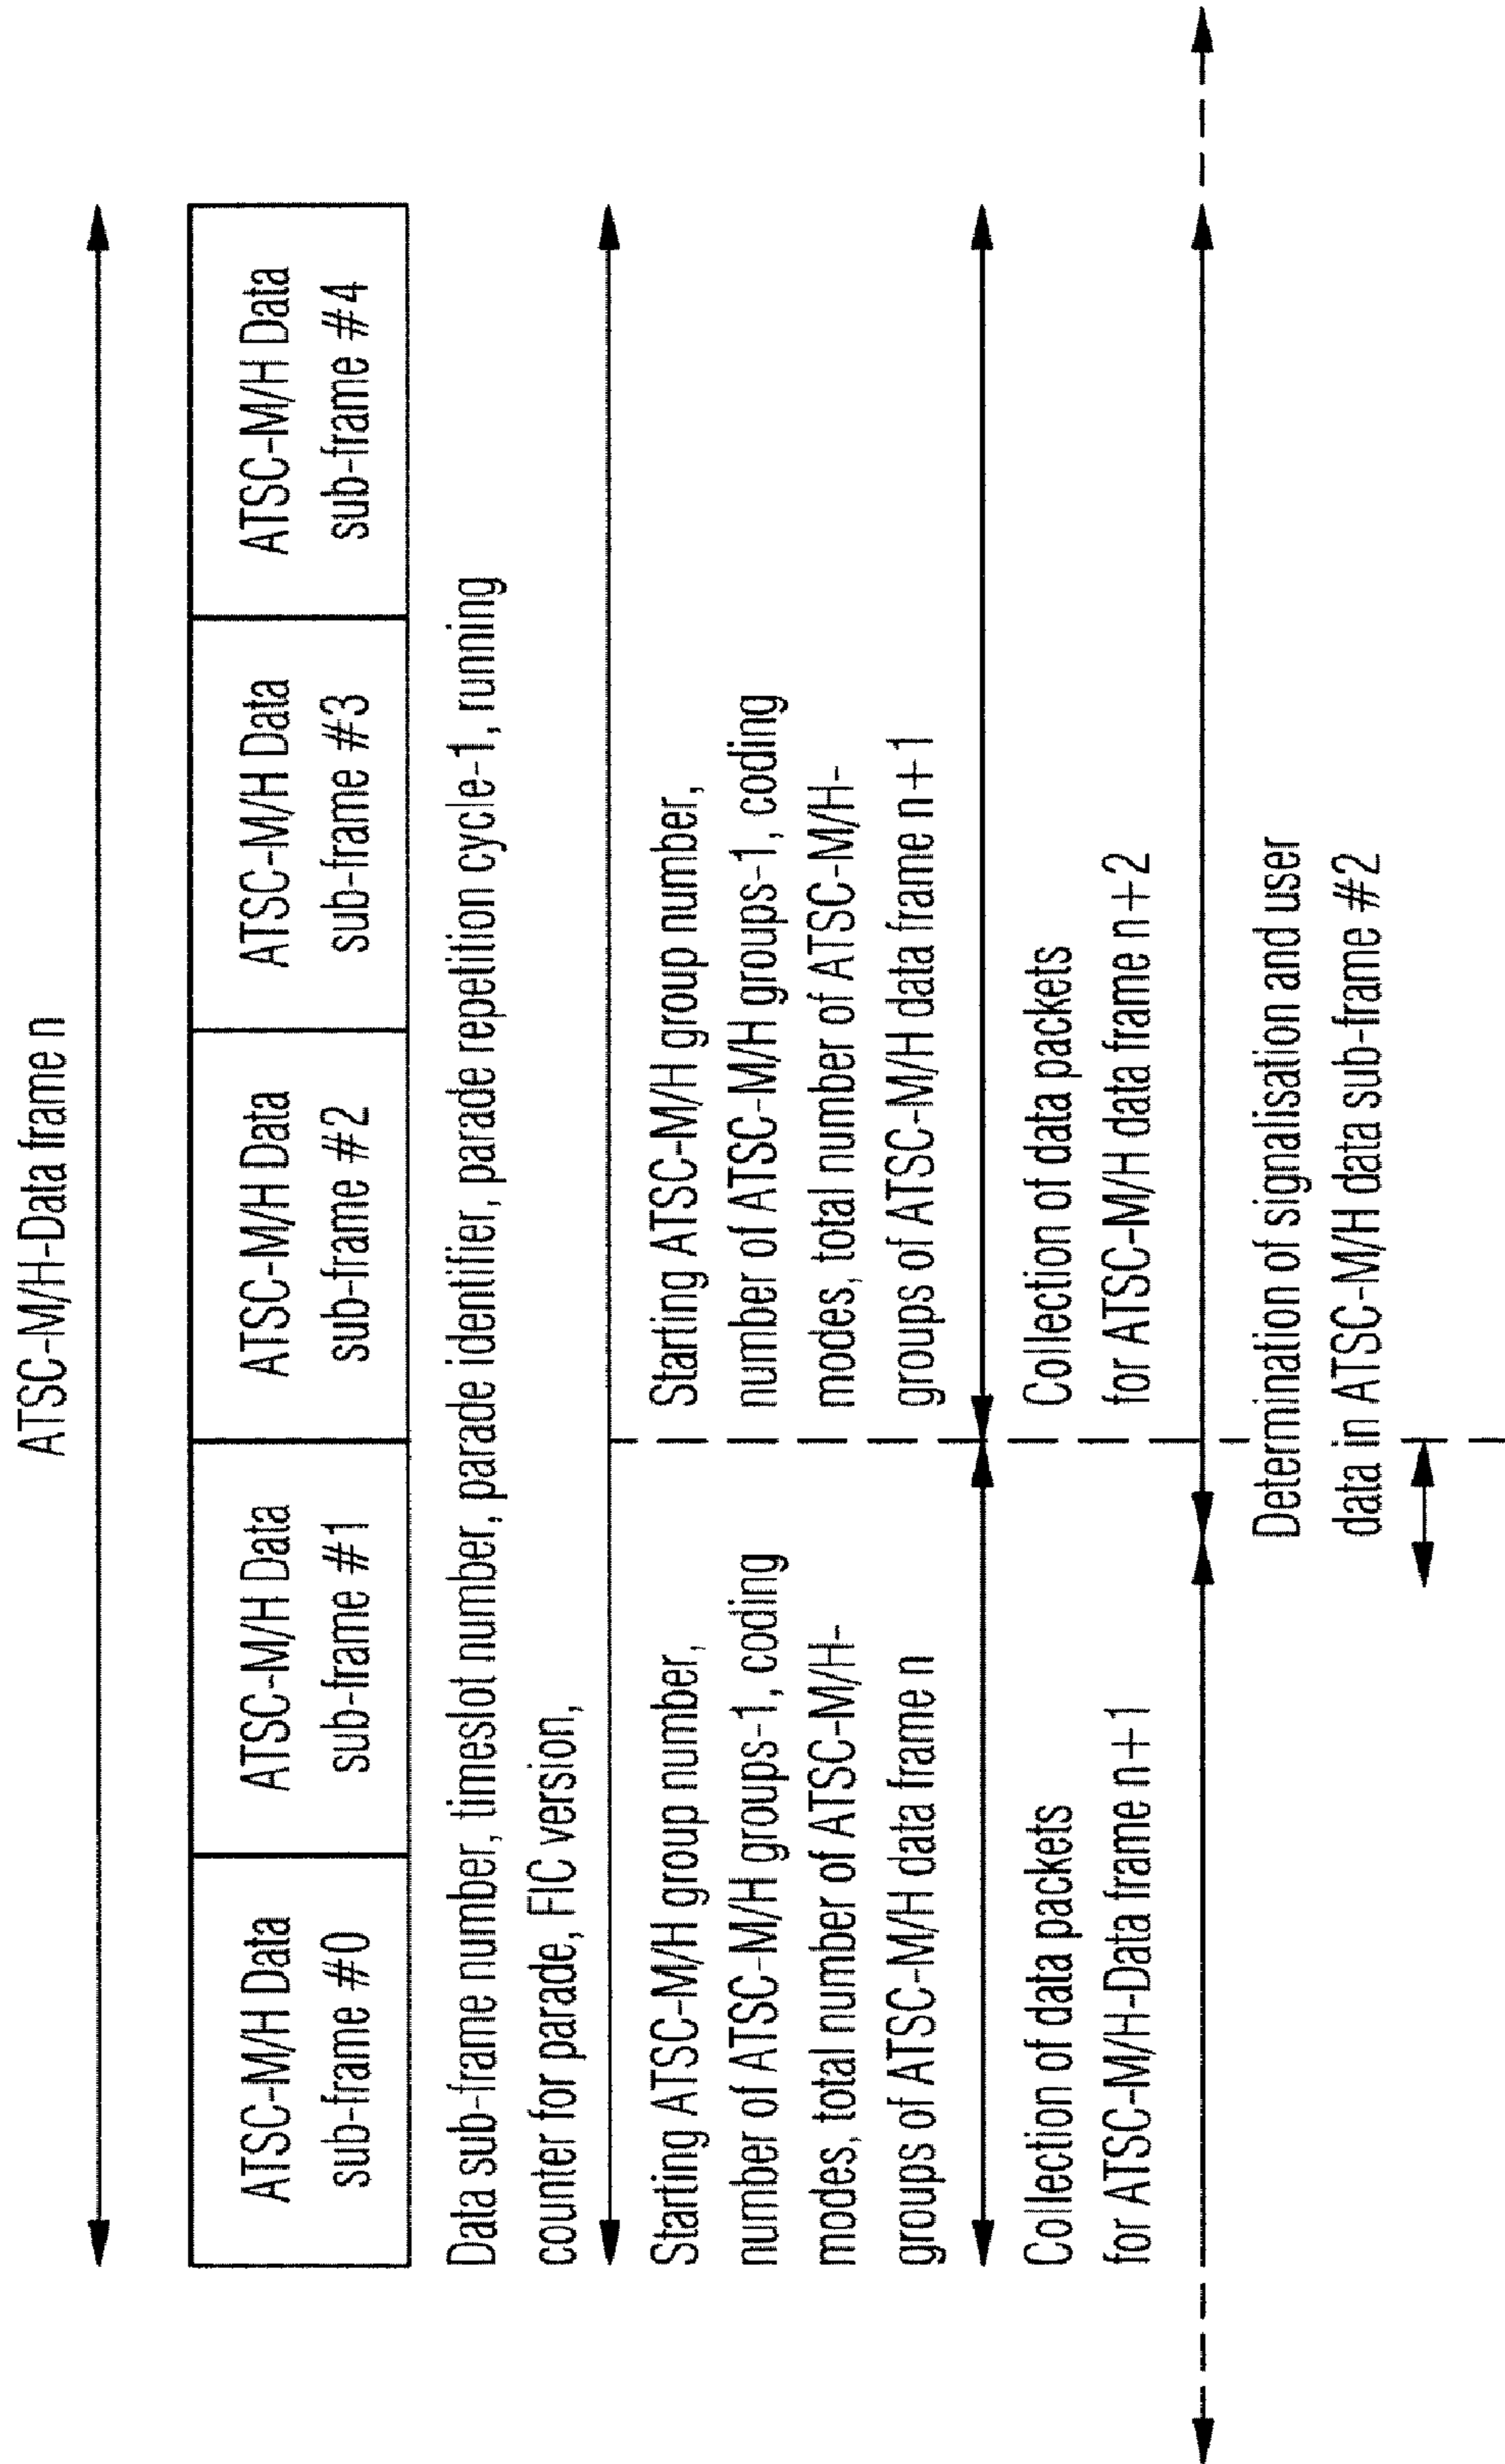 ATSC-M/H-Data frame n
ATSC-M/H Data
sub-frame #0
ATSC-M/H Data
sub-frame #1
ATSC-M/H Data
sub-frame #2
ATSC-M/H Data
sub-frame #3
ATSC-M/H Data
sub-frame #4
Data sub-frame number, timeslot number, parade identifier, parade repetition cycle-1, running
counter for parade, FIC version,
Starting ATSC-M/H group number,
number of ATSC-M/H groups-1, coding
modes, total number of ATSC-M/H-
groups of ATSC-M/H data frame n
Starting ATSC-M/H group number,
number of ATSC-M/H groups-1, coding
modes, total number of ATSC-M/H-
groups of ATSC-M/H data frame n+1
Collection of data packets
for ATSC-M/H-Data frame n+1
Collection of data packets
for ATSC-M/H data frame n+2
Determination of signalisation and user
data in ATSC-M/H data sub-frame #2